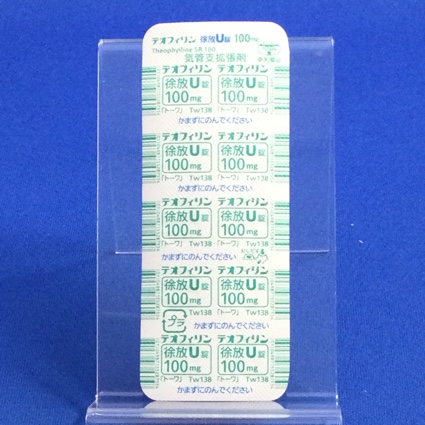 テオフィリン 徐放U錠 100mg
Theophylline SR 100
気管支拡張剤
テオフィリン テオフィリン
徐放U錠 徐放U錠
100mg 100mg
「トーワ」 Tw138 「トーワ」 Tw138
かまずにのんでください
テオフィリン テオフィリン
徐放U錠 徐放U錠
100mg 100mg
「トーワ」 Tw138 「トーワ」 Tw138
かまずにのんでください
テオフィリン テオフィリン
徐放U錠 徐放U錠
100mg 100mg
「トーワ」 Tw138 「トーワ」 Tw138
かまずにのんでください
テオフィリン テオフィリン
徐放U錠 徐放U錠
100mg 100mg
Tw138 「トーワ」 Tw138
プラ
かまずにのんでください
テオフィリン テオフィリン
徐放U錠 徐放U錠
100mg 100mg
「トーワ」 Tw138 「トーワ」 Tw138
かまずにのんでください